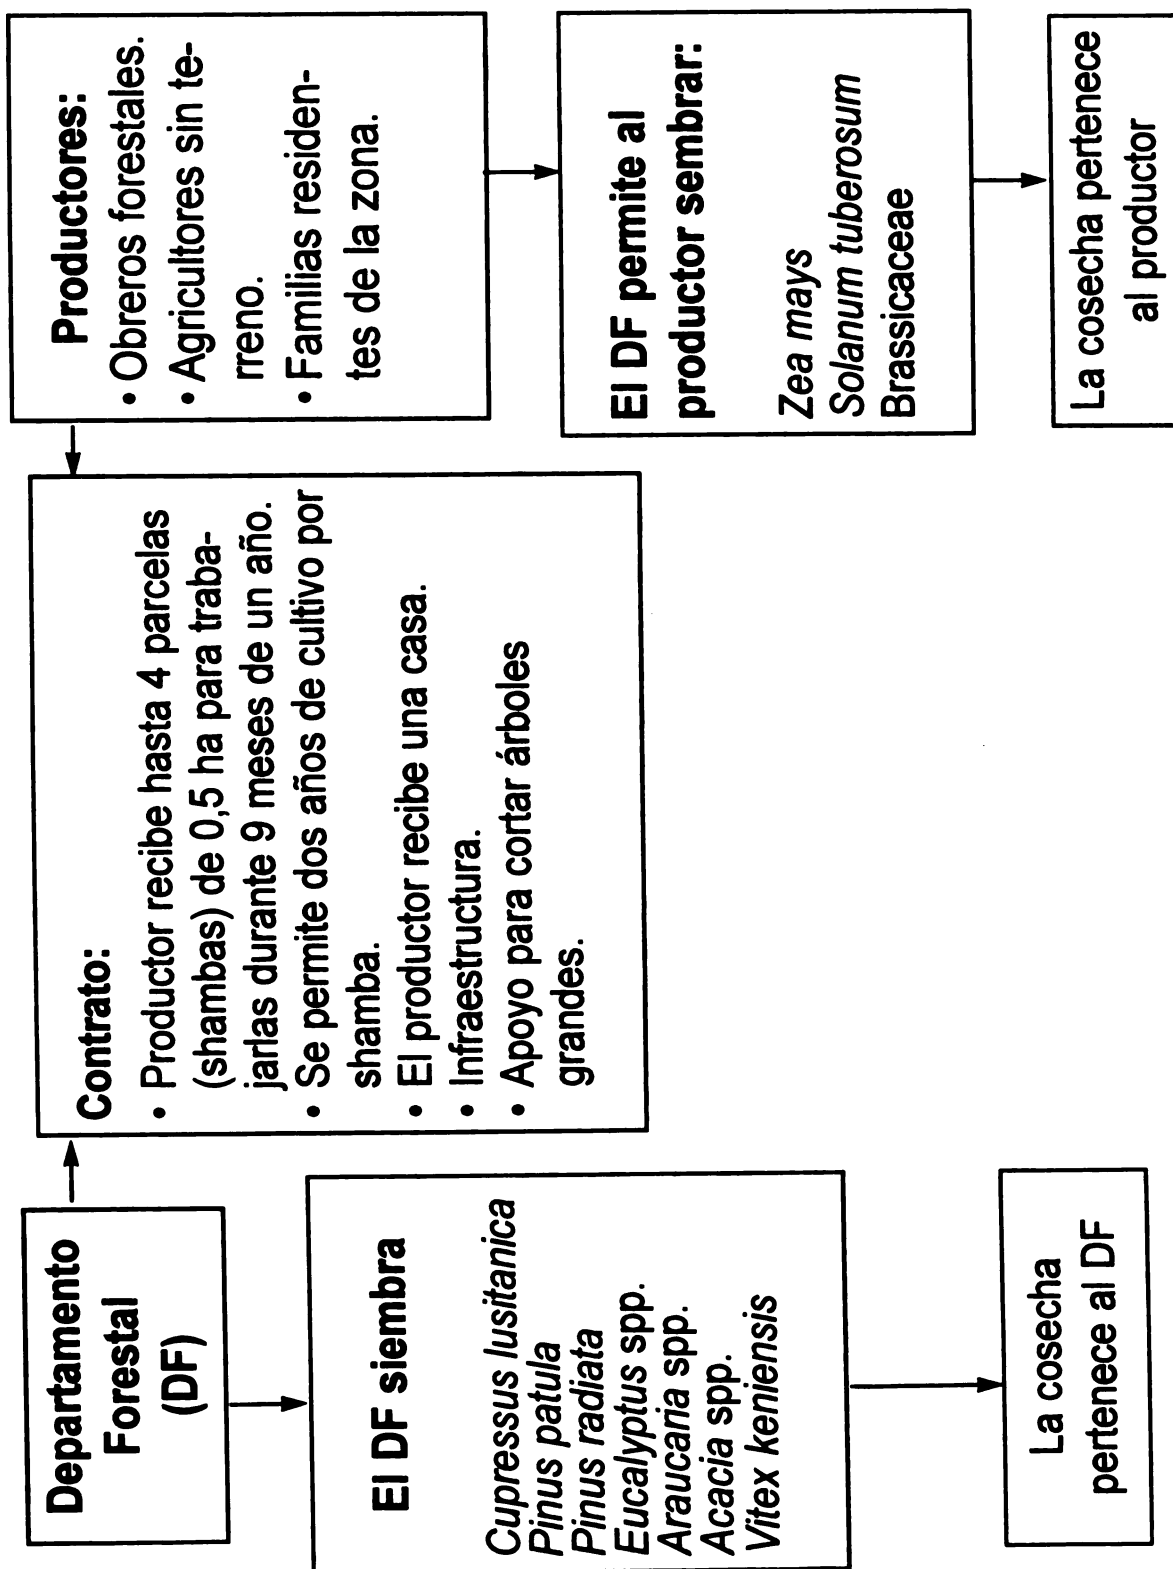 Departamento
Forestal
(DF)
El DF siembra
Cupressus lusitanica
Pinus patula
Pinus radiata
Eucalyptus spp.
Araucaria spp.
Acacia spp.
Vitex keniensis
La cosecha
pertenece al DF
Contrato:
• Productor recibe hasta 4 parcelas
(shambas) de 0,5 ha para traba-
jarlas durante 9 meses de un año.
• Se permite dos años de cultivo por
shamba.
• El productor recibe una casa.
• Infraestructura.
• Apoyo para cortar árboles
grandes.
Productores:
• Obreros forestales.
• Agricultores sin te-
rreno.
• Familias residen-
tes de la zona.
El DF permite al
productor sembrar:
Zea mays
Solanum tuberosum
Brassicaceae
La cosecha pertenece
al productor